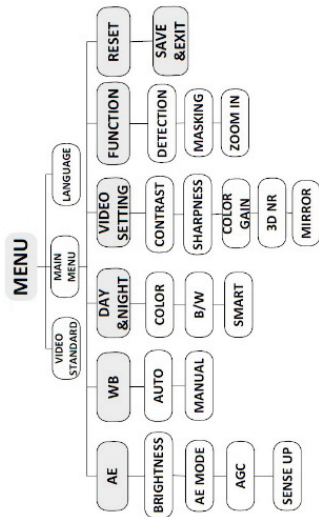 MENU
VIDEO
STANDARD
MAIN
MENU
LANGUAGE
AE
WB
DAY
&NIGHT
VIDEO
SETTING
FUNCTION
RESET
BRIGHTNESS
AUTO
COLOR
CONTRAST
DETECTION
SAVE
&EXIT
AE MODE
MANUAL
B/W
SHARPNESS
MASKING
AGC
SMART
COLOR
GAIN
ZOOM IN
SENSE UP
3D NR
MIRROR